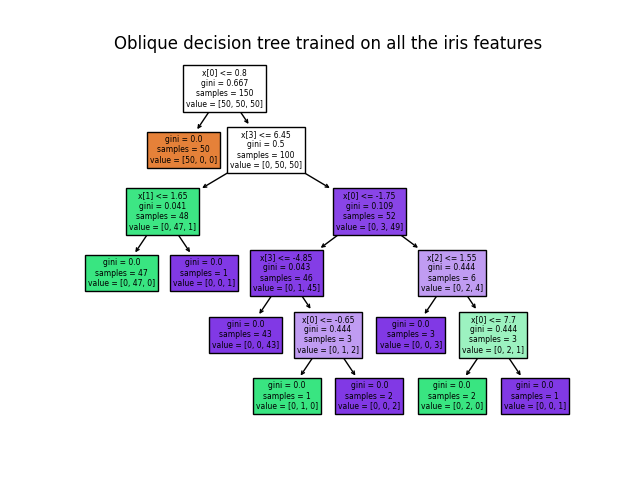 Oblique decision tree trained on all the iris features
x[0] <= 0.8
gini = 0.667
samples = 150
value = [50, 50, 50]
gini = 0.0
samples = 50
value = [50, 0, 0]
x[3] <= 6.45
gini = 0.5
samples = 100
value = [0, 50, 50]
x[1] <= 1.65
gini = 0.041
samples = 48
value = [0, 47, 1]
x[0] <= -1.75
gini = 0.109
samples = 52
value = [0, 3, 49]
gini = 0.0
samples = 47
value = [0, 47, 0]
gini = 0.0
samples = 1
value = [0, 0, 1]
x[3] <= -4.85
gini = 0.043
samples = 46
value = [0, 1, 45]
x[2] <= 1.55
gini = 0.444
samples = 6
value = [0, 2, 4]
gini = 0.0
samples = 43
value = [0, 0, 43]
x[0] <= -0.65
gini = 0.444
samples = 3
value = [0, 1, 2]
gini = 0.0
samples = 3
value = [0, 0, 3]
x[0] <= 7.7
gini = 0.444
samples = 3
value = [0, 2, 1]
gini = 0.0
samples = 1
value = [0, 1, 0]
gini = 0.0
samples = 2
value = [0, 0, 2]
gini = 0.0
samples = 2
value = [0, 2, 0]
gini = 0.0
samples = 1
value = [0, 0, 1]